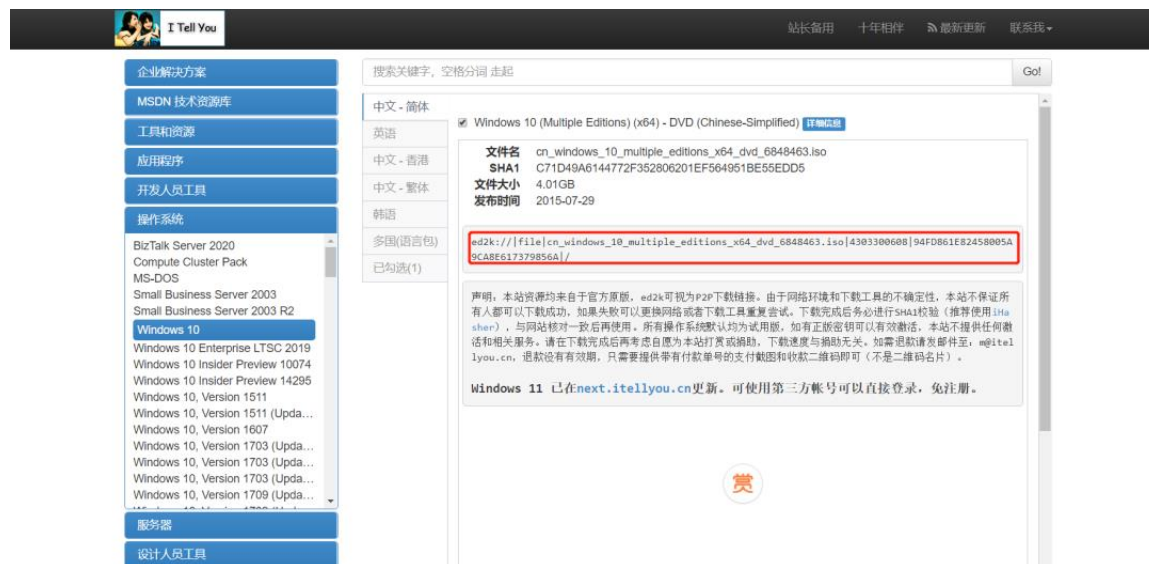 I Tell You
站长备用 十年相伴 最新更新 联系我
企业解决方案
MSDN 技术资源库
工具和资源
应用程序
开发人员工具
操作系统
BizTalk Server 2020
Compute Cluster Pack
MS-DOS
Small Business Server 2003
Small Business Server 2003 R2
Windows 10
Windows 10 Enterprise LTSC 2019
Windows 10 Insider Preview 10074
Windows 10 Insider Preview 14295
Windows 10, Version 1511
Windows 10, Version 1511 (Upda...
Windows 10, Version 1607
Windows 10, Version 1703 (Upda...
Windows 10, Version 1703 (Upda...
Windows 10, Version 1703 (Upda...
Windows 10, Version 1709 (Upda...
服务器
设计人员工具
搜索关键字，空格分词 走起 Go!
中文 - 简体
英语
中文 - 香港
中文 - 繁体
韩语
多国(语言包)
已勾选(1)
Windows 10 (Multiple Editions) (x64) - DVD (Chinese-Simplified) 详细信息
文件名 cn_windows_10_multiple_editions_x64_dvd_6848463.iso
SHA1 C71D49A6144772F352806201EF564951BE55EDD5
文件大小 4.01GB
发布时间 2015-07-29
ed2k://|file|cn_windows_10_multiple_editions_x64_dvd_6848463.iso|4303300608|94FD861E82458005A
9CA8E617379856A|/
声明：本站资源均来自于官方原版，ed2k可视为P2P下载链接。由于网络环境和下载工具的不确定性，本站不保证所
有人都可以下载成功，如果失败可以更换网络或者下载工具重复尝试。下载完成后务必进行SHA1校验（推荐使用iHa
sher），与网站核对一致后再使用。所有操作系统默认均为试用版，如有正版密钥可以有效激活，本站不提供任何激
活和相关服务。请在下载完成后再考虑自愿为本站打赏或捐助，下载速度与捐助无关。如需退款请发邮件至，m@itel
lyou.cn，退款没有有效期，只需要提供带有付款单号的支付截图和收款二维码即可（不是二维码名片）。
Windows 11 已在next.itellyou.cn更新。可使用第三方帐号可以直接登录，免注册。
赏